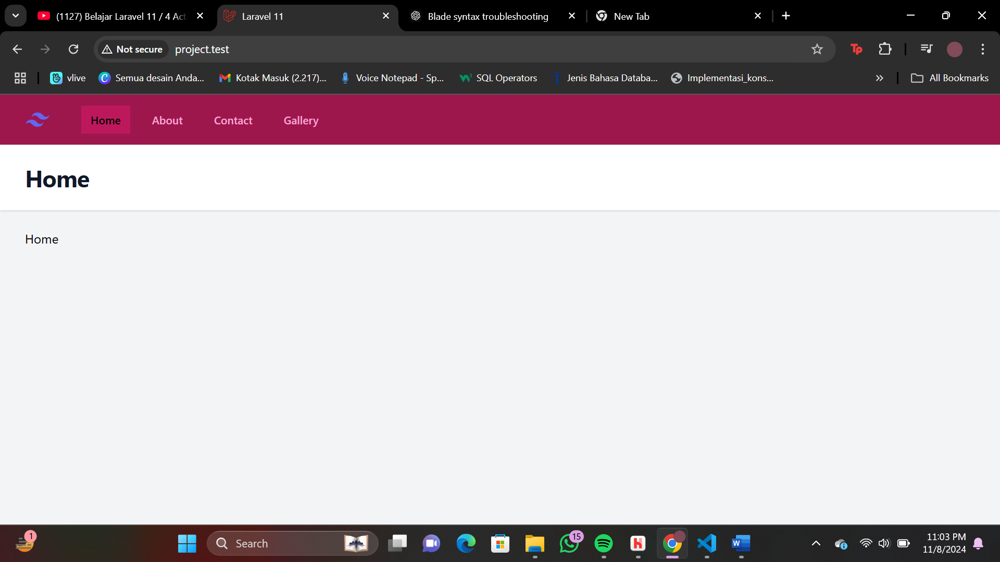 (1127) Belajar Laravel 11 / 4 Act
Laravel 11
Blade syntax troubleshooting
New Tab
Not secure
project.test
Tp
vlive
Semua desain Anda...
Kotak Masuk (2.217)...
Voice Notepad - Sp...
SQL Operators
Jenis Bahasa Databa...
Implementasi_kons...
All Bookmarks
Home
About
Contact
Gallery
Home
Home
1
Search
15
11:03 PM
11/8/2024